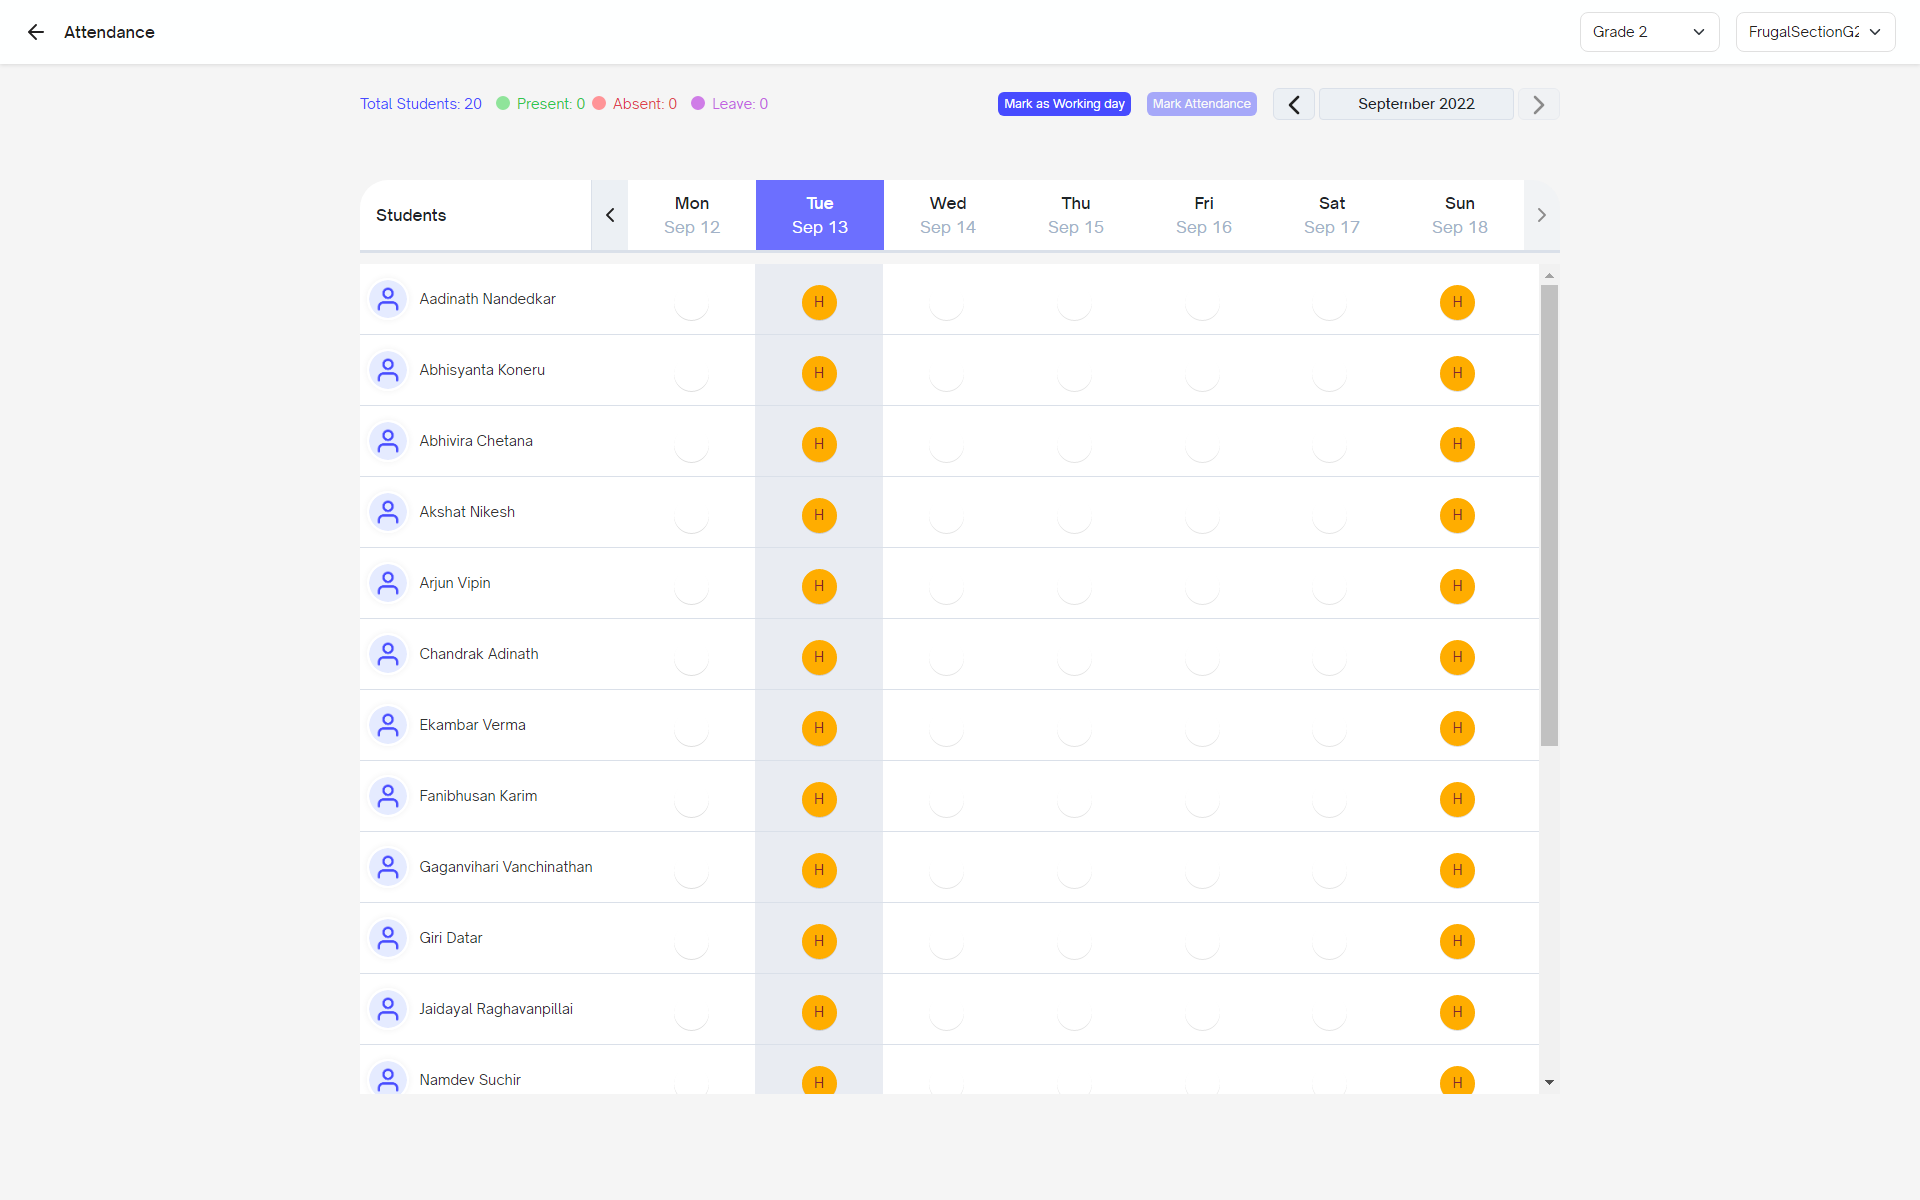 Attendance
Grade 2
FrugalSectionG2
Total Students: 20 Present: 0 Absent: 0 Leave: 0
Mark as Working day
Mark Attendance
September 2022
Students
Mon Tue Wed Thu Fri Sat Sun
Sep 12 Sep 13 Sep 14 Sep 15 Sep 16 Sep 17 Sep 18
Aadinath Nandedkar H H
Abhisyanta Koneru H H
Abhivira Chetana H H
Akshat Nikesh H H
Arjun Vipin H H
Chandrak Adinath H H
Ekambar Verma H H
Fanibhusan Karim H H
Gaganvihari Vanchinathan H H
Giri Datar H H
Jaidayal Raghavanpillai H H
Namdev Suchir H H